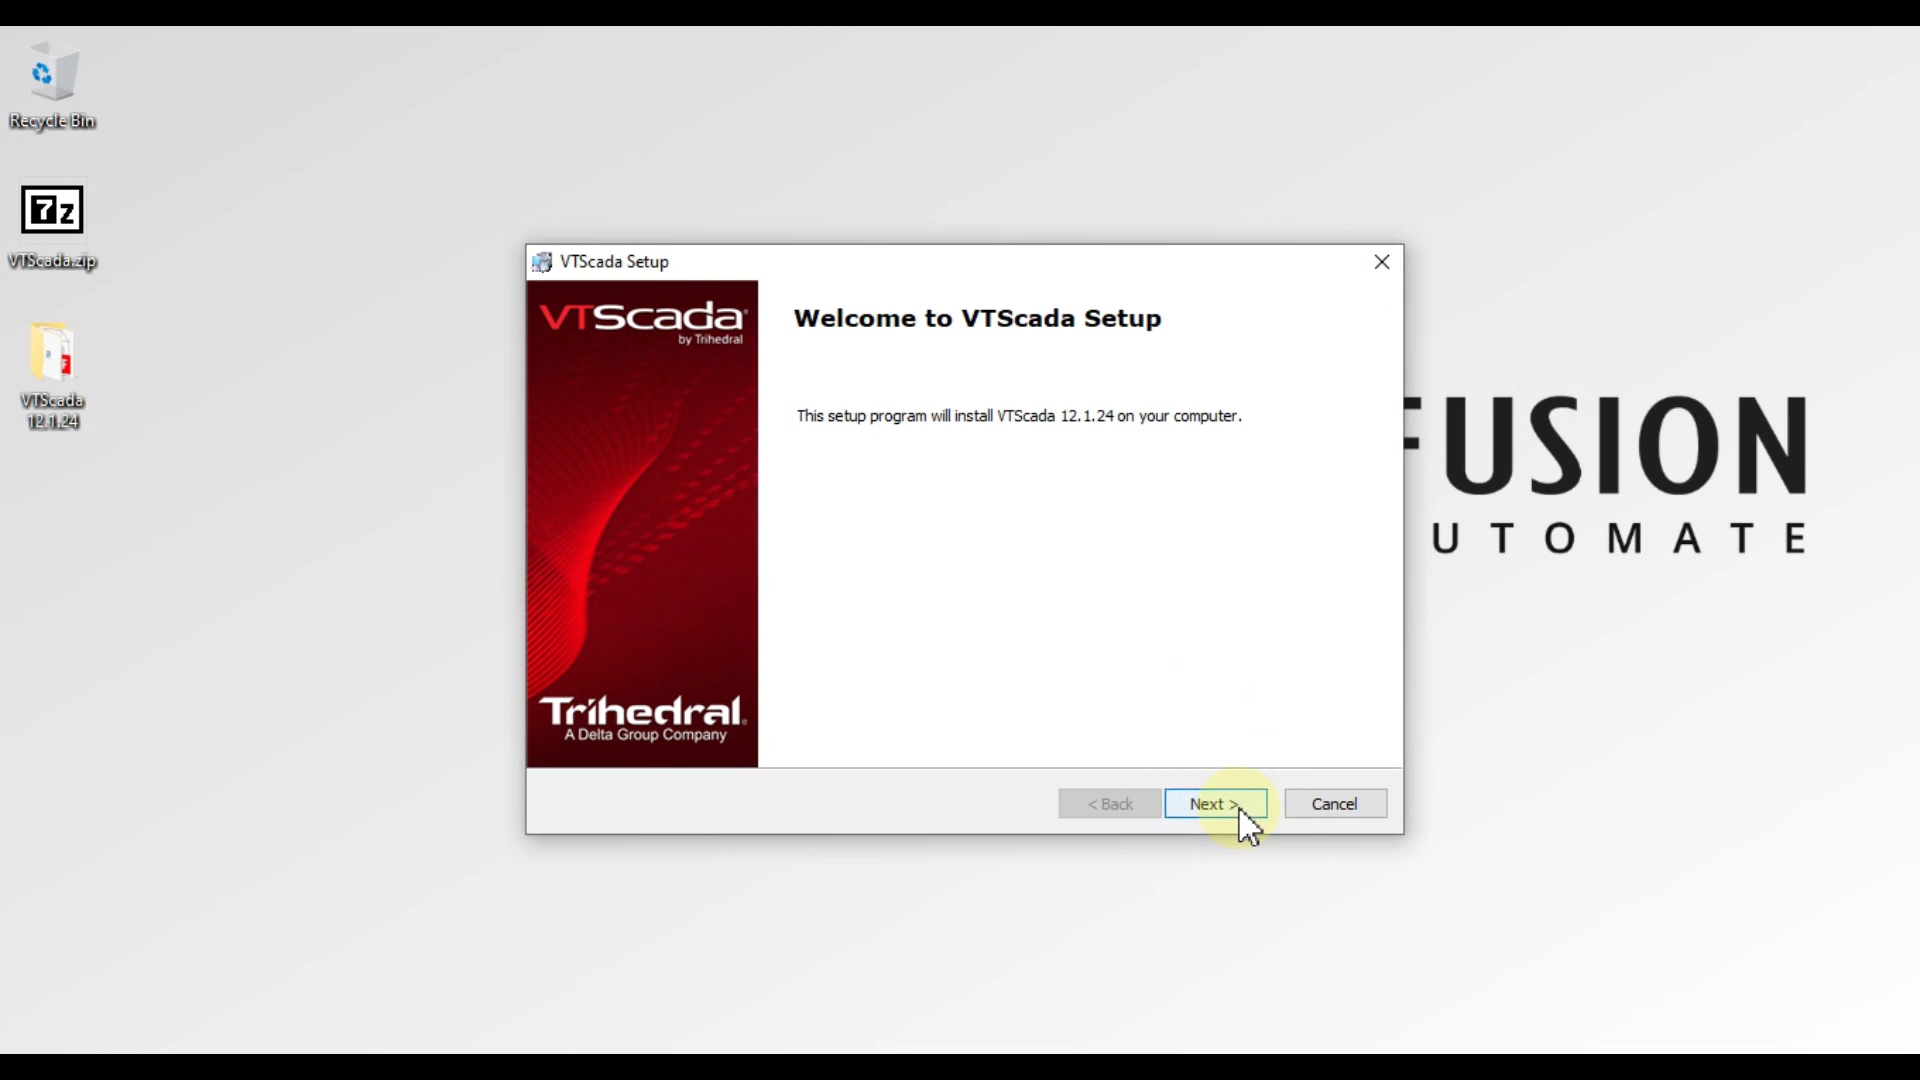 Recycle Bin
7z
VTScada.zip
VTScada
12.1.24
VTScada Setup
VTScada®
by Trihedral
Welcome to VTScada Setup
This setup program will install VTScada 12.1.24 on your computer.
Trihedral®
A Delta Group Company
< Back
Next >
Cancel
FUSION
UTOMATE